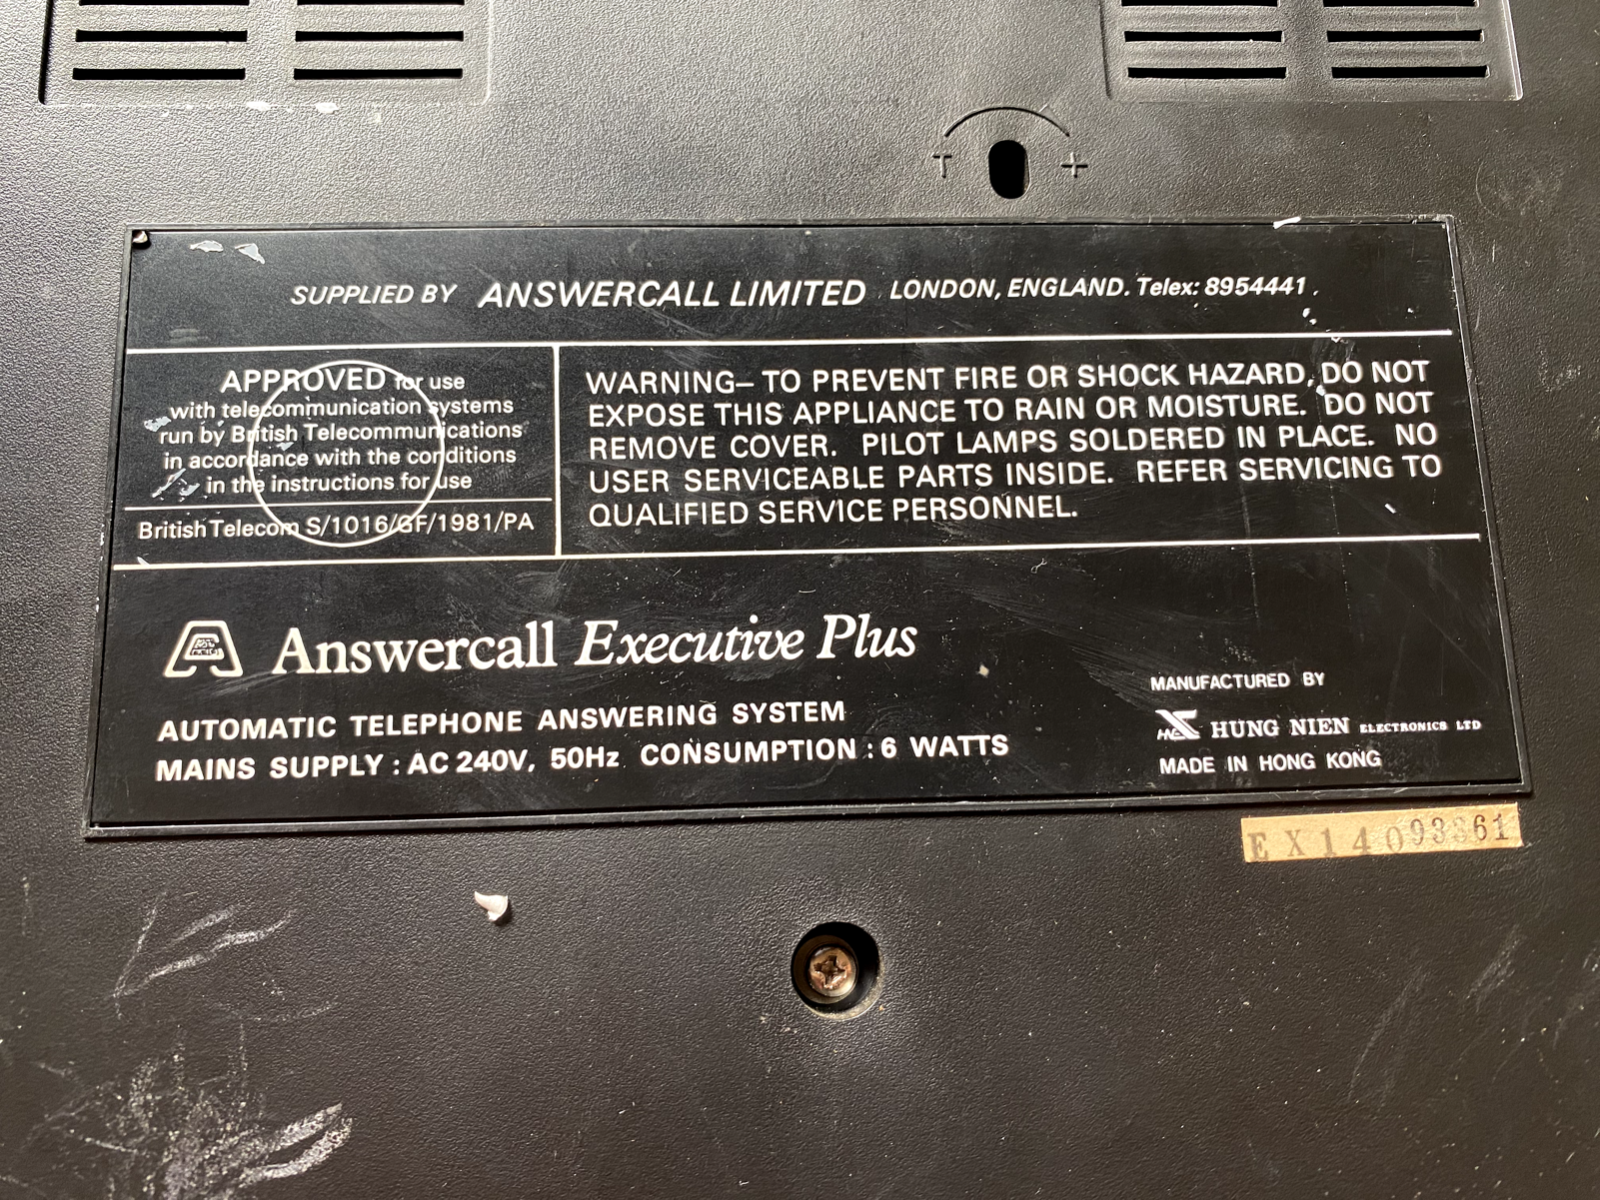 T +
SUPPLIED BY ANSWERCALL LIMITED LONDON, ENGLAND. Telex: 8954441.
APPROVED for use
with telecommunication systems
run by British Telecommunications
in accordance with the conditions
in the instructions for use
British Telecom S/1016/GF/1981/PA
WARNING– TO PREVENT FIRE OR SHOCK HAZARD, DO NOT
EXPOSE THIS APPLIANCE TO RAIN OR MOISTURE. DO NOT
REMOVE COVER. PILOT LAMPS SOLDERED IN PLACE. NO
USER SERVICEABLE PARTS INSIDE. REFER SERVICING TO
QUALIFIED SERVICE PERSONNEL.
Answercall Executive Plus
AUTOMATIC TELEPHONE ANSWERING SYSTEM
MAINS SUPPLY : AC 240V, 50Hz CONSUMPTION : 6 WATTS
MANUFACTURED BY
HUNG NIEN ELECTRONICS LTD
MADE IN HONG KONG